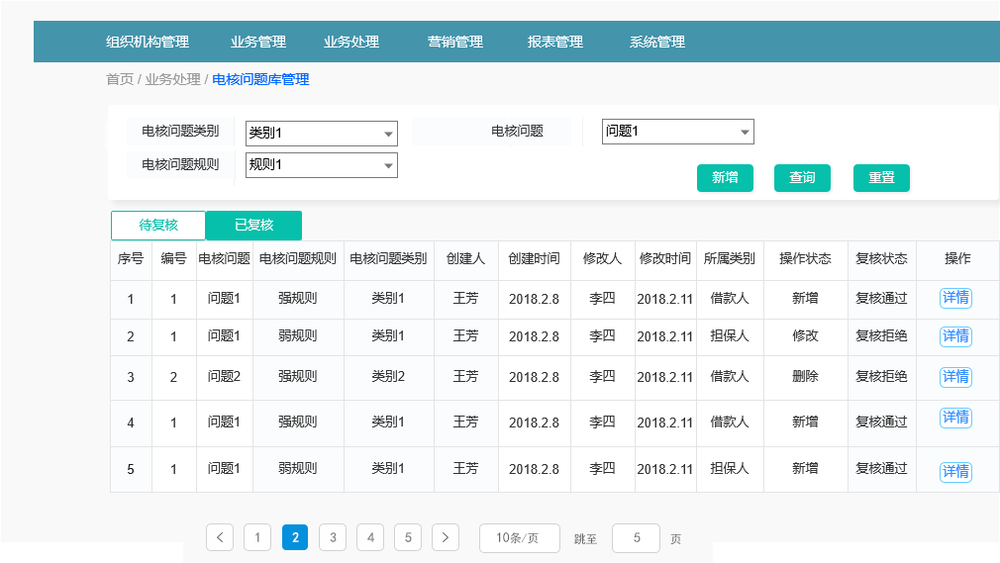 组织机构管理 业务管理 业务处理 营销管理 报表管理 系统管理
首页 / 业务处理 / 电核问题库管理
电核问题类别 类别1 电核问题 问题1
电核问题规则 规则1
新增 查询 重置
待复核 已复核
序号 编号 电核问题 电核问题规则 电核问题类别 创建人 创建时间 修改人 修改时间 所属类别 操作状态 复核状态 操作
1 1 问题1 强规则 类别1 王芳 2018.2.8 李四 2018.2.11 借款人 新增 复核通过 详情
2 1 问题1 弱规则 类别1 王芳 2018.2.8 李四 2018.2.11 担保人 修改 复核拒绝 详情
3 2 问题2 强规则 类别2 王芳 2018.2.8 李四 2018.2.11 借款人 删除 复核拒绝 详情
4 1 问题1 强规则 类别1 王芳 2018.2.8 李四 2018.2.11 借款人 新增 复核通过 详情
5 1 问题1 弱规则 类别1 王芳 2018.2.8 李四 2018.2.11 担保人 新增 复核通过 详情
< 1 2 3 4 5 > 10条/页 跳至 5 页